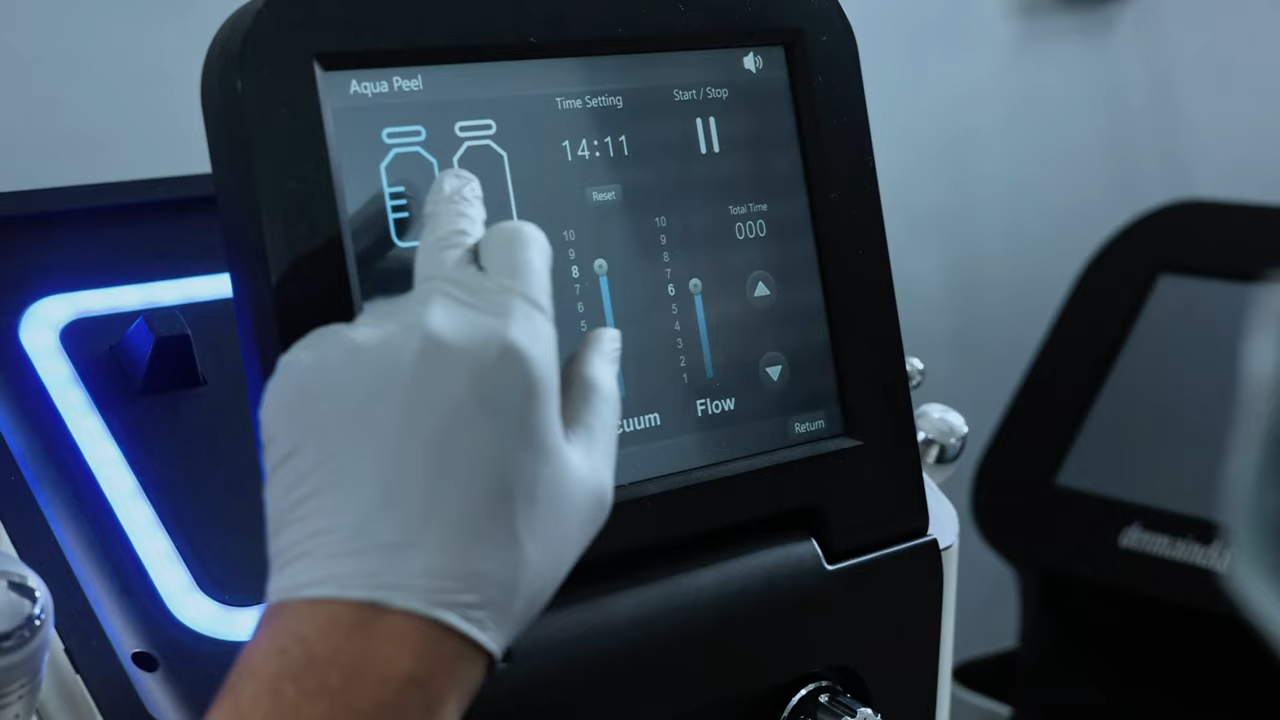 Aqua Peel
Time Setting
Start / Stop
14:11
Reset
Total Time
000
10
9
8
7
6
5
10
9
8
7
6
5
4
3
2
1
cuum
Flow
Return